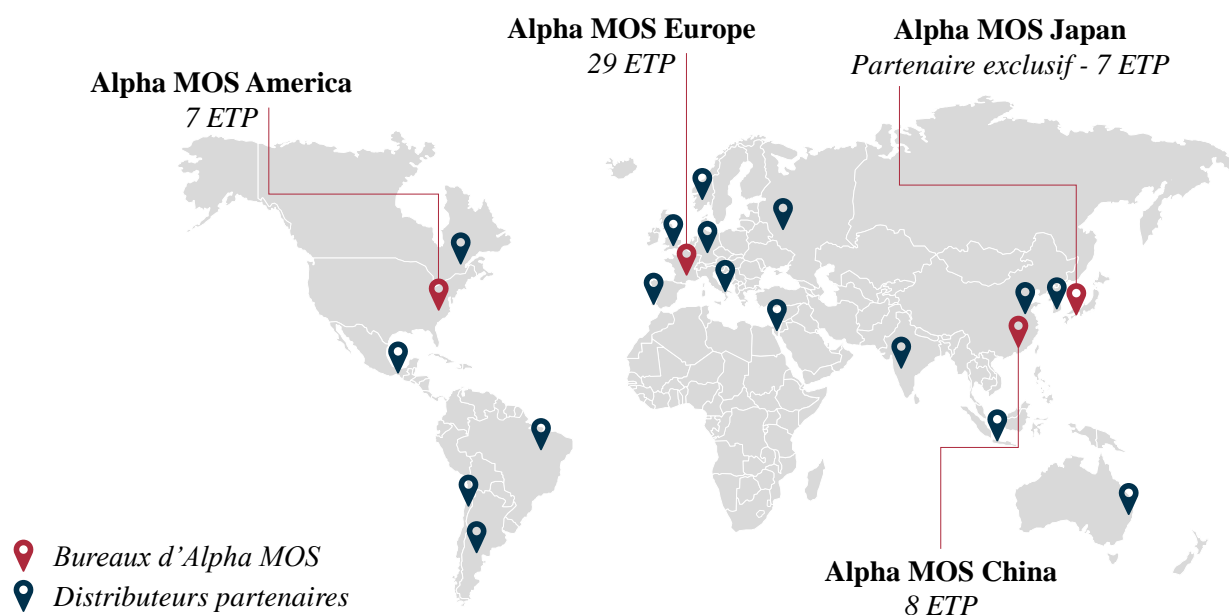 Alpha MOS Europe
29 ETP
Alpha MOS Japan
Partenaire exclusif - 7 ETP
Alpha MOS America
7 ETP
Bureaux d’Alpha MOS
Distributeurs partenaires
Alpha MOS China
8 ETP